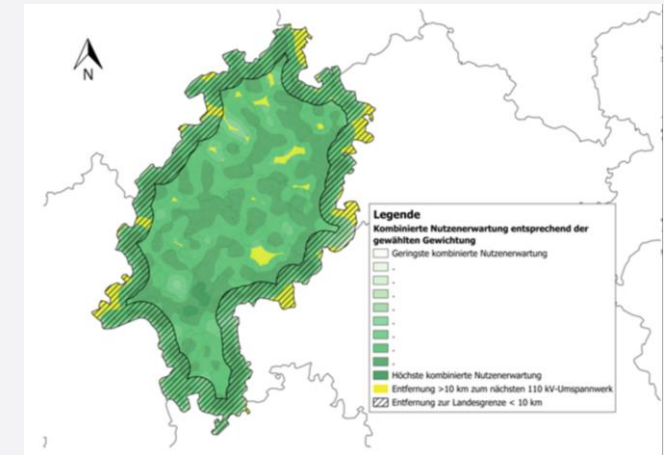 N
Legende
Kombinierte Nutzenerwartung entsprechend der
gewählten Gewichtung
Geringste kombinierte Nutzenerwartung
-
-
-
-
-
-
-
-
Höchste kombinierte Nutzenerwartung
Entfernung >10 km zum nächsten 110 kV-Umspannwerk
Entfernung zur Landesgrenze < 10 km